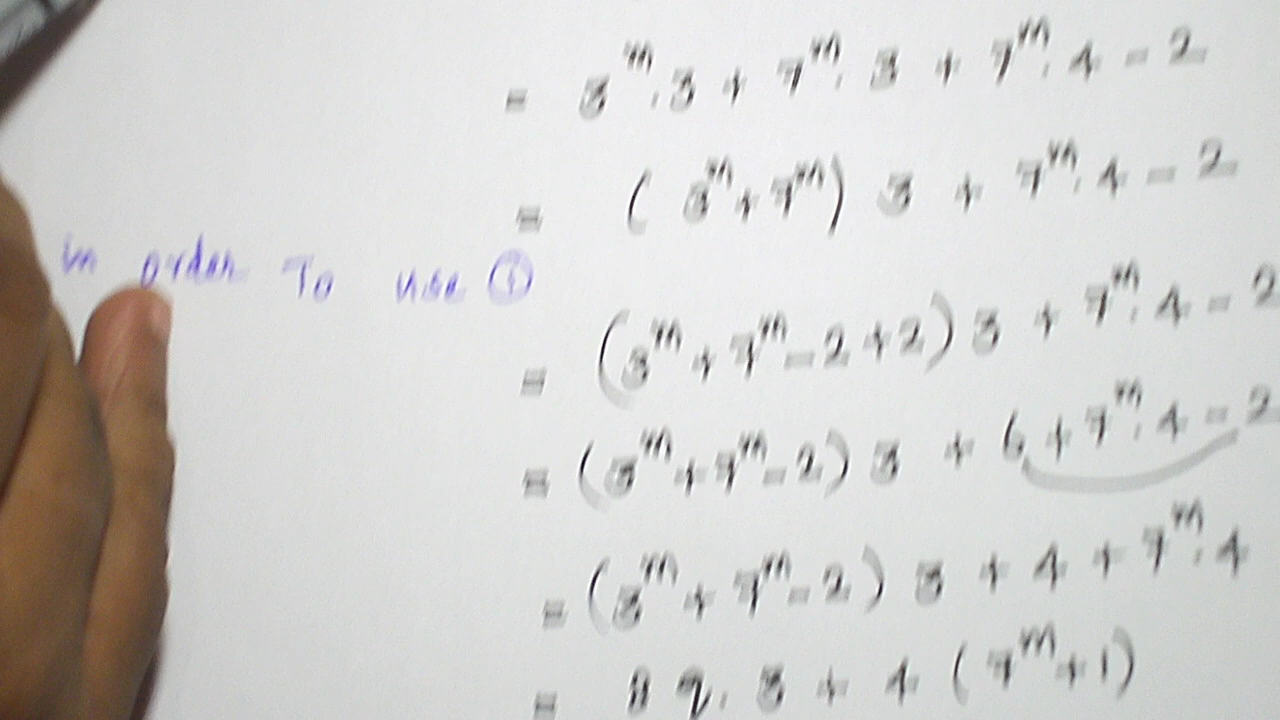 = 3^m . 3 + 7^m . 3 + 7^m . 4 - 2
= (3^m + 7^m) 3 + 7^m . 4 - 2
in order To use ①
= (3^m + 7^m - 2 + 2) 3 + 7^m . 4 - 2
= (3^m + 7^m - 2) 3 + 6 + 7^m . 4 - 2
= (3^m + 7^m - 2) 3 + 4 + 7^m . 4
= 8 q . 3 + 4 (7^m + 1)